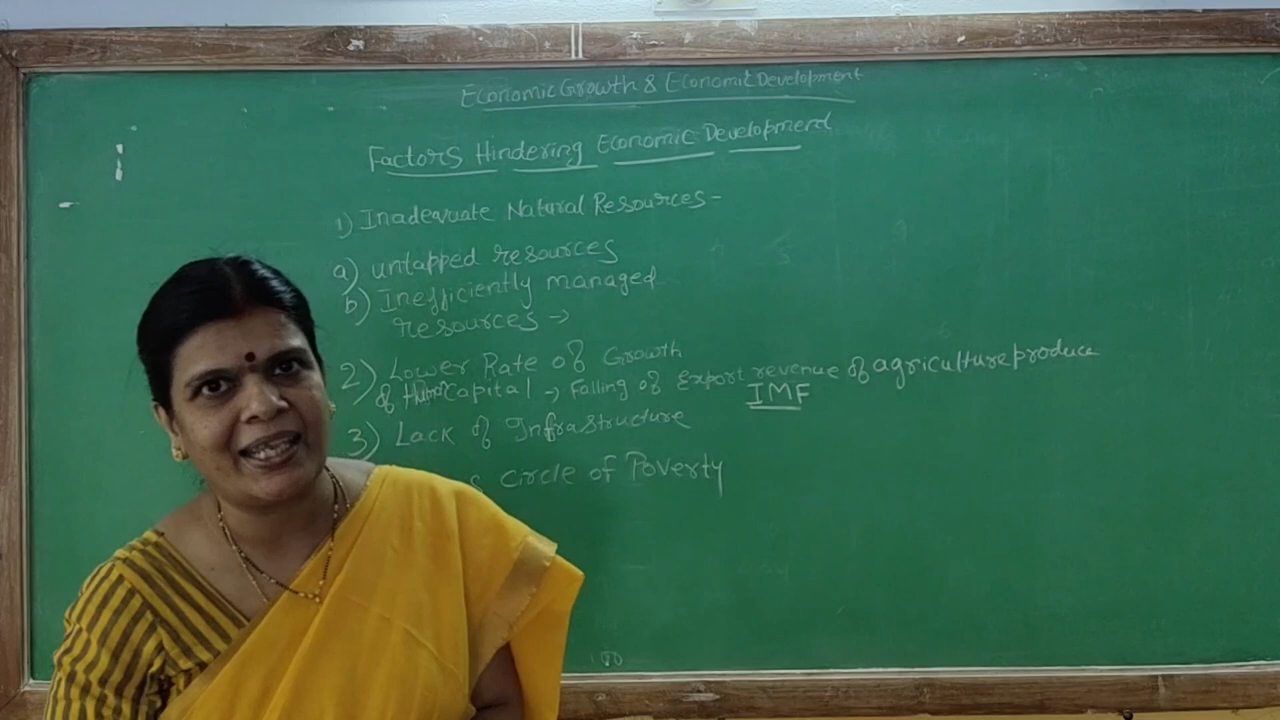 Economic Growth & Economic Development
Factors Hindering Economic Development
1) Inadequate Natural Resources-
a) untapped resources
b) Inefficiently managed
resources →
2) Lower Rate of Growth
of Human Capital → Falling of Export revenue of agriculture produce
IMF
3) Lack of Infrastructure
s circle of Poverty